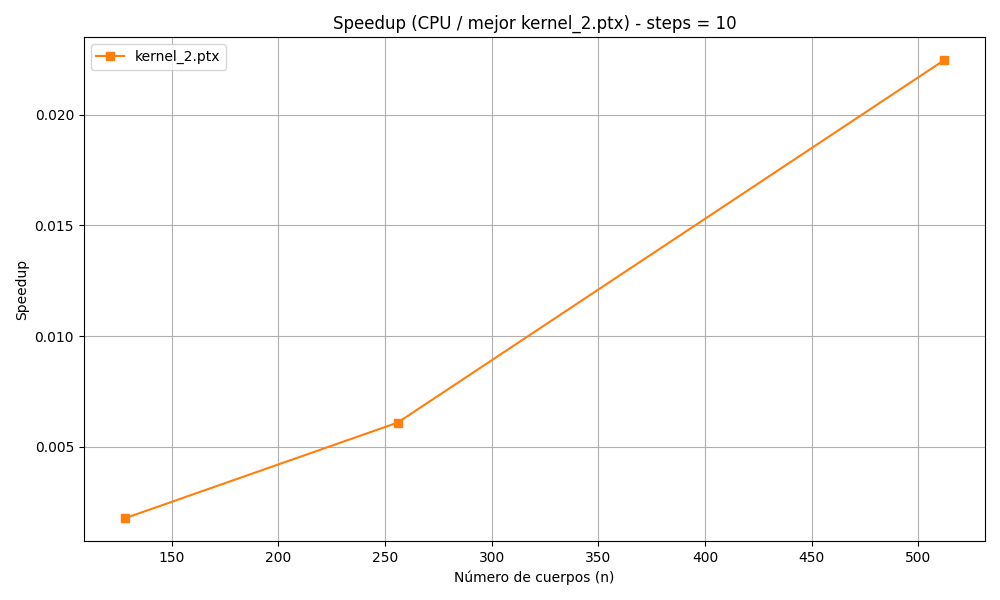 Speedup (CPU / mejor kernel_2.ptx) - steps = 10
kernel_2.ptx
Speedup
0.020
0.015
0.010
0.005
150 200 250 300 350 400 450 500
Número de cuerpos (n)